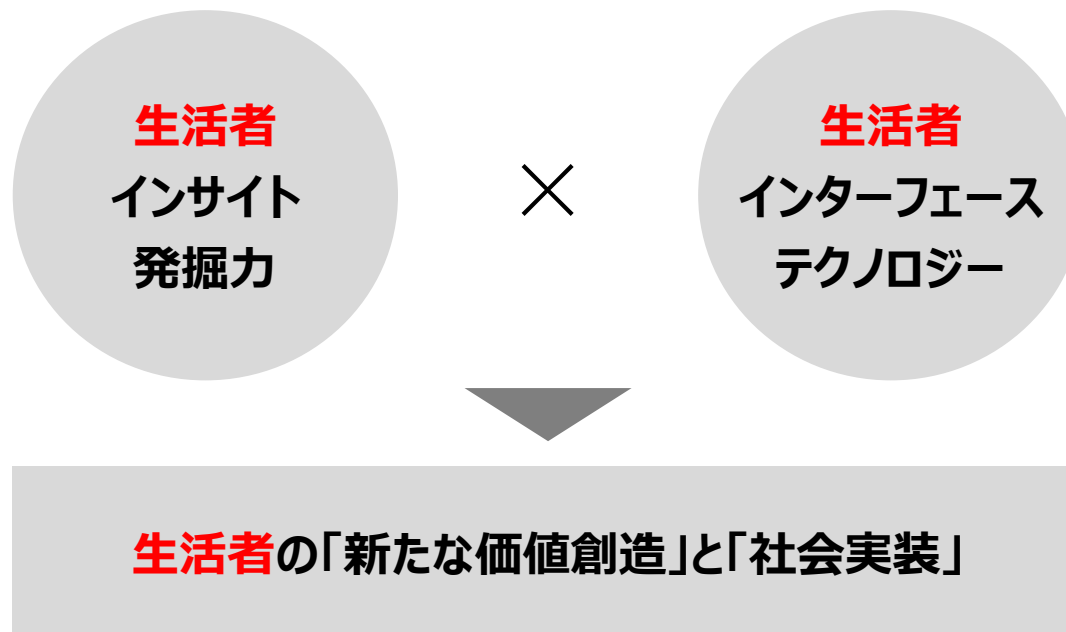 生活者
インサイト
発掘力
×
生活者
インターフェース
テクノロジー
生活者の「新たな価値創造」と「社会実装」